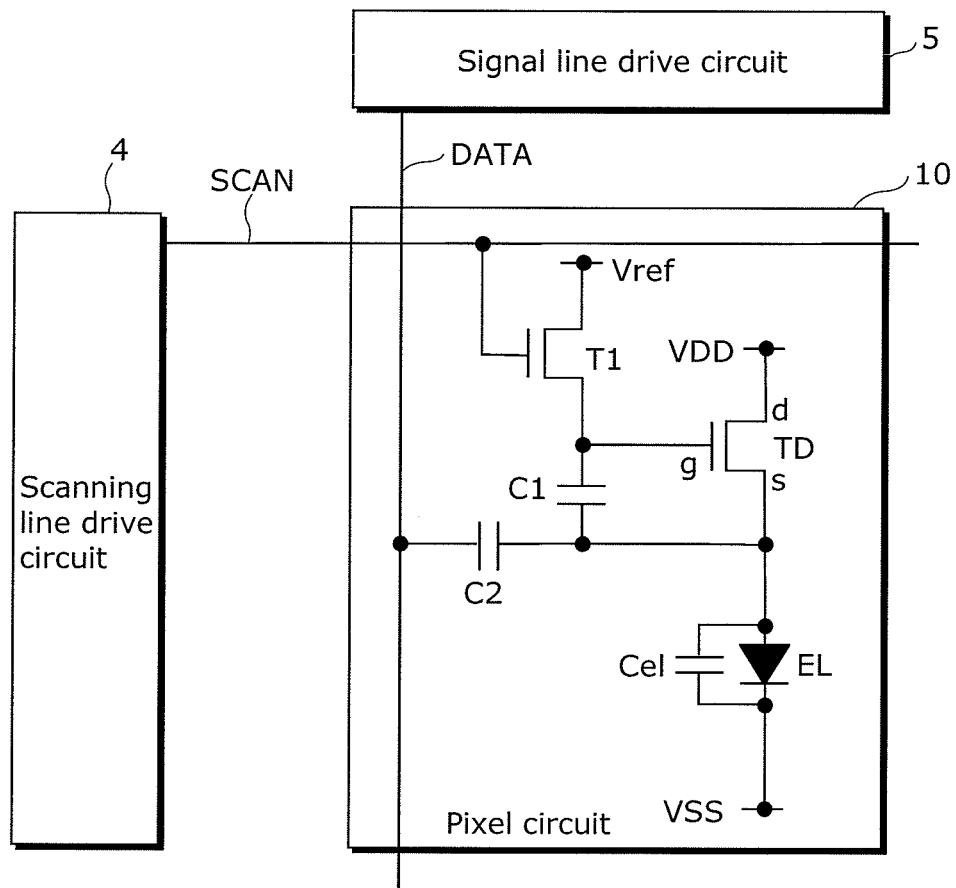 Signal line drive circuit
5
4
DATA
SCAN
10
Vref
T1
VDD
d
TD
g
s
C1
C2
Scanning
line drive
circuit
Cel
EL
VSS
Pixel circuit